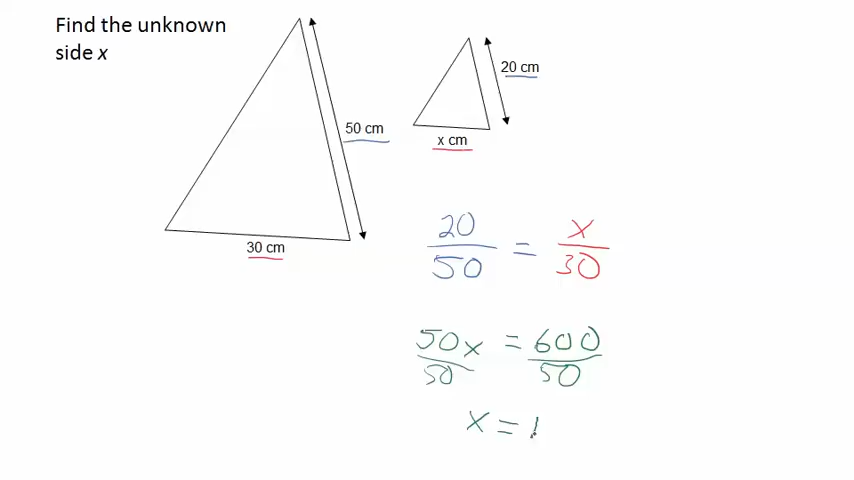 Find the unknown
side x
20 cm
50 cm
x cm
30 cm
20/50 = x/30
50x/50 = 600/50
x =